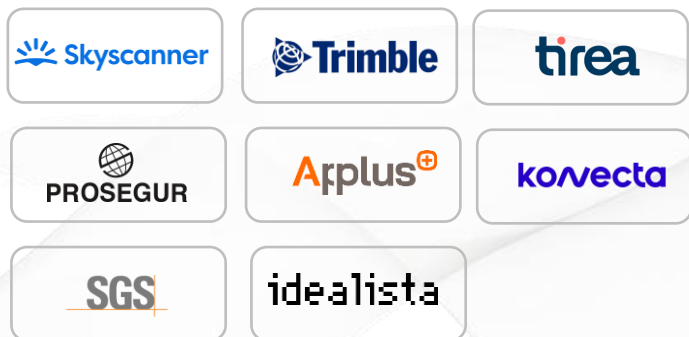 Skyscanner
Trimble
tirea
PROSEGUR
Applus+
konecta
SGS
idealista